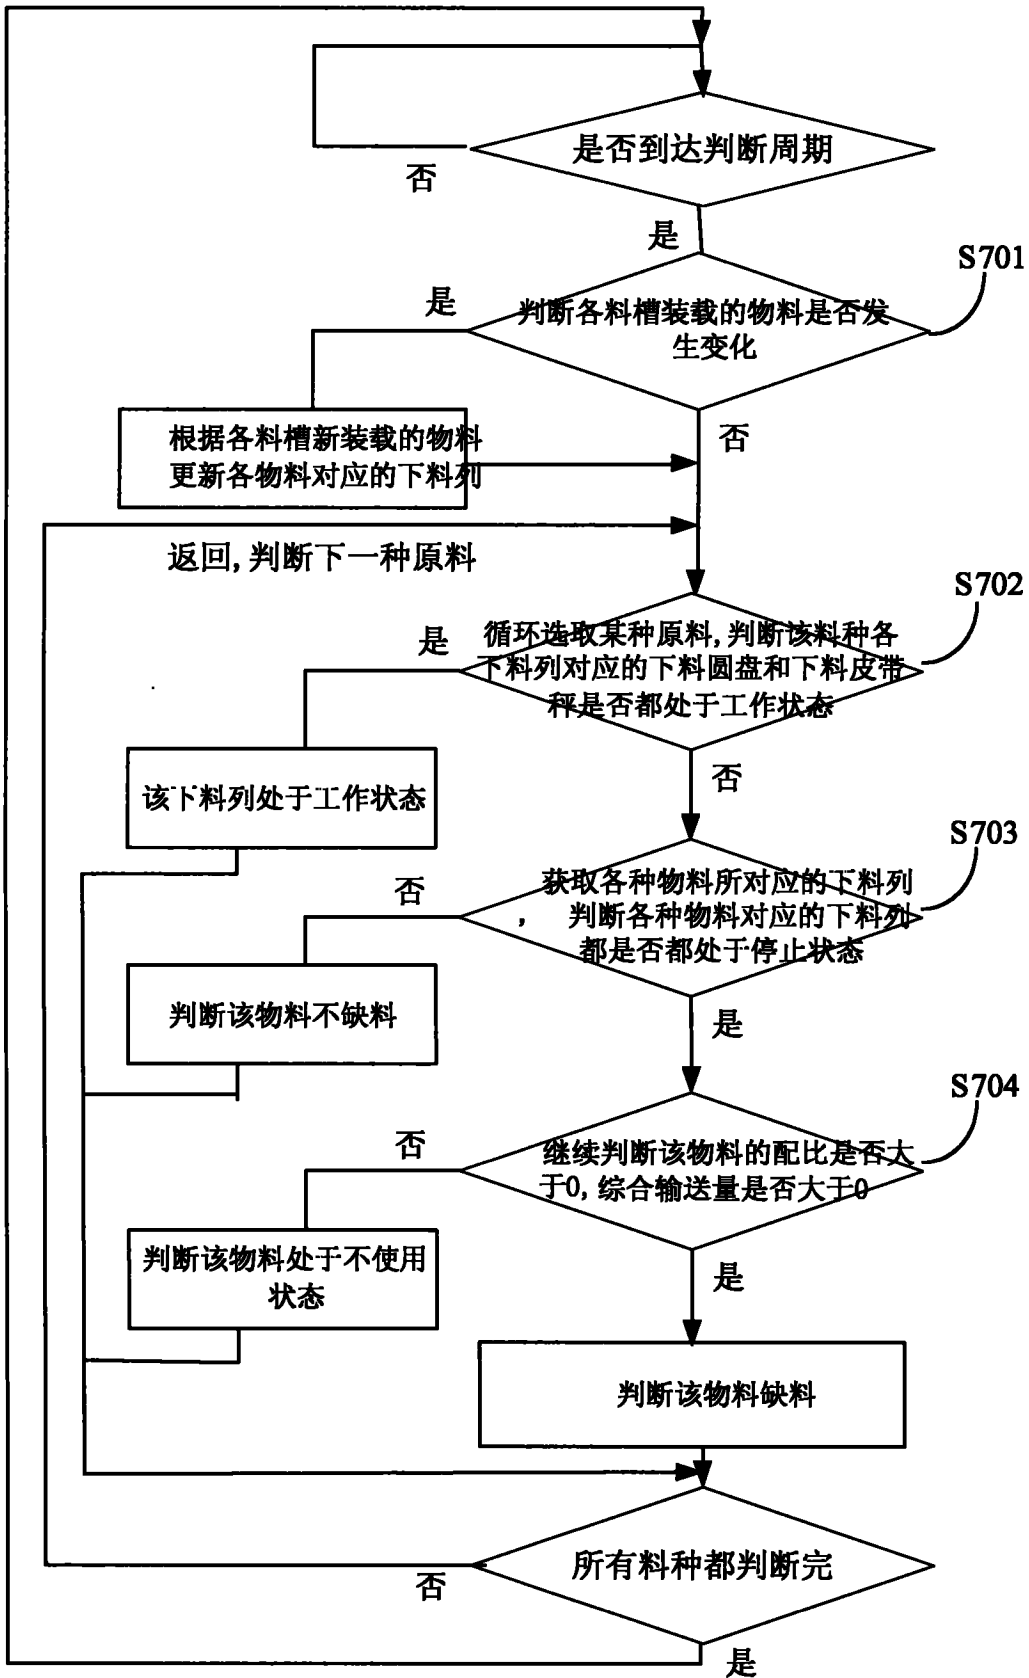 是否到达判断周期
否
是
S701
是
判断各料槽装载的物料是否发
生变化
否
根据各料槽新装载的物料
更新各物料对应的下料列
返回,判断下一种原料
S702
是
循环选取某种原料,判断该料种各
下料列对应的下料圆盘和下料皮带
秤是否都处于工作状态
否
该下料列处于工作状态
S703
否
获取各种物料所对应的下料列
， 判断各种物料对应的下料列
都是否都处于停止状态
判断该物料不缺料
是
S704
否
继续判断该物料的配比是否大
于0,综合输送量是否大于0
判断该物料处于不使用
状态
是
判断该物料缺料
所有料种都判断完
否
是